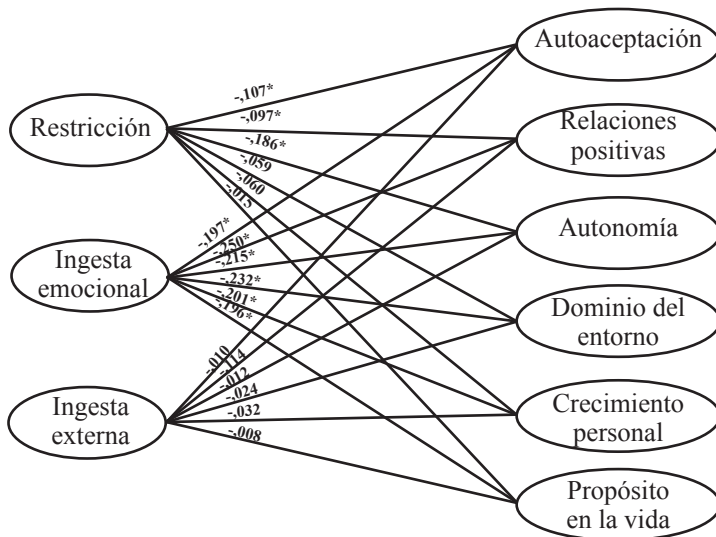 Restricción
Ingesta
emocional
Ingesta
externa
-,107*
-,097*
-,186*
-,059
-,060
-,015
-,197*
-,250*
-,215*
-,232*
-,201*
-,196*
-,010
-,114
-,012
-,024
-,032
-,008
Autoaceptación
Relaciones
positivas
Autonomía
Dominio del
entorno
Crecimiento
personal
Propósito
en la vida